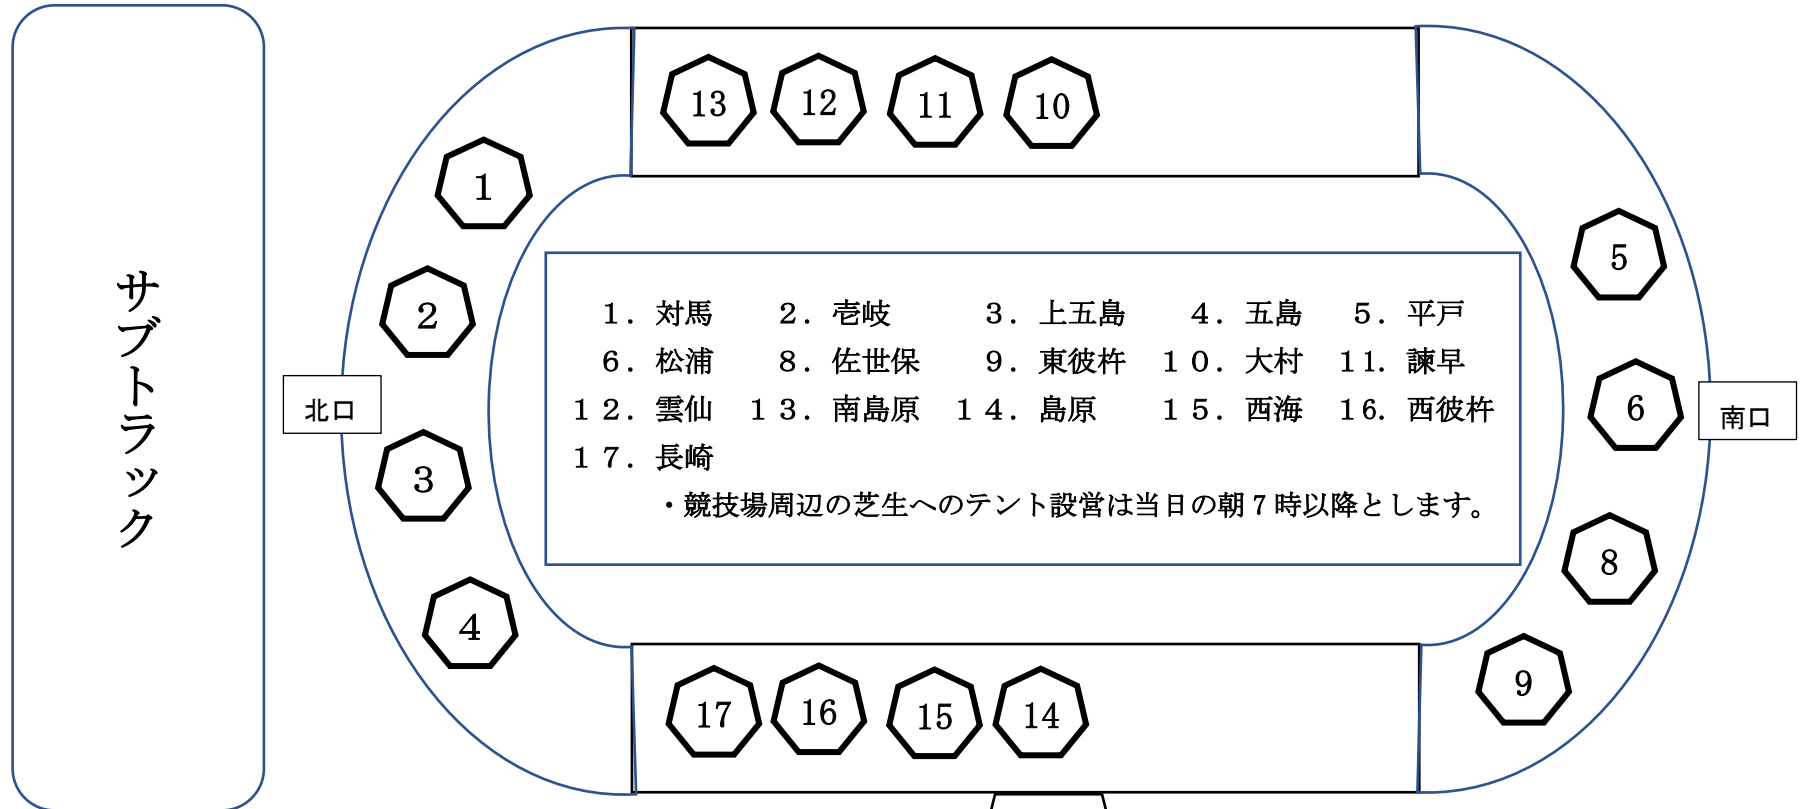 サブトラック
13 12 11 10
1
2
3
4
北口
1. 対馬 2. 壱岐 3. 上五島 4. 五島 5. 平戸
6. 松浦 8. 佐世保 9. 東彼杵 10. 大村 11. 諫早
12. 雲仙 13. 南島原 14. 島原 15. 西海 16. 西彼杵
17. 長崎
・競技場周辺の芝生へのテント設営は当日の朝7時以降とします。
5
6
8
9
南口
17 16 15 14